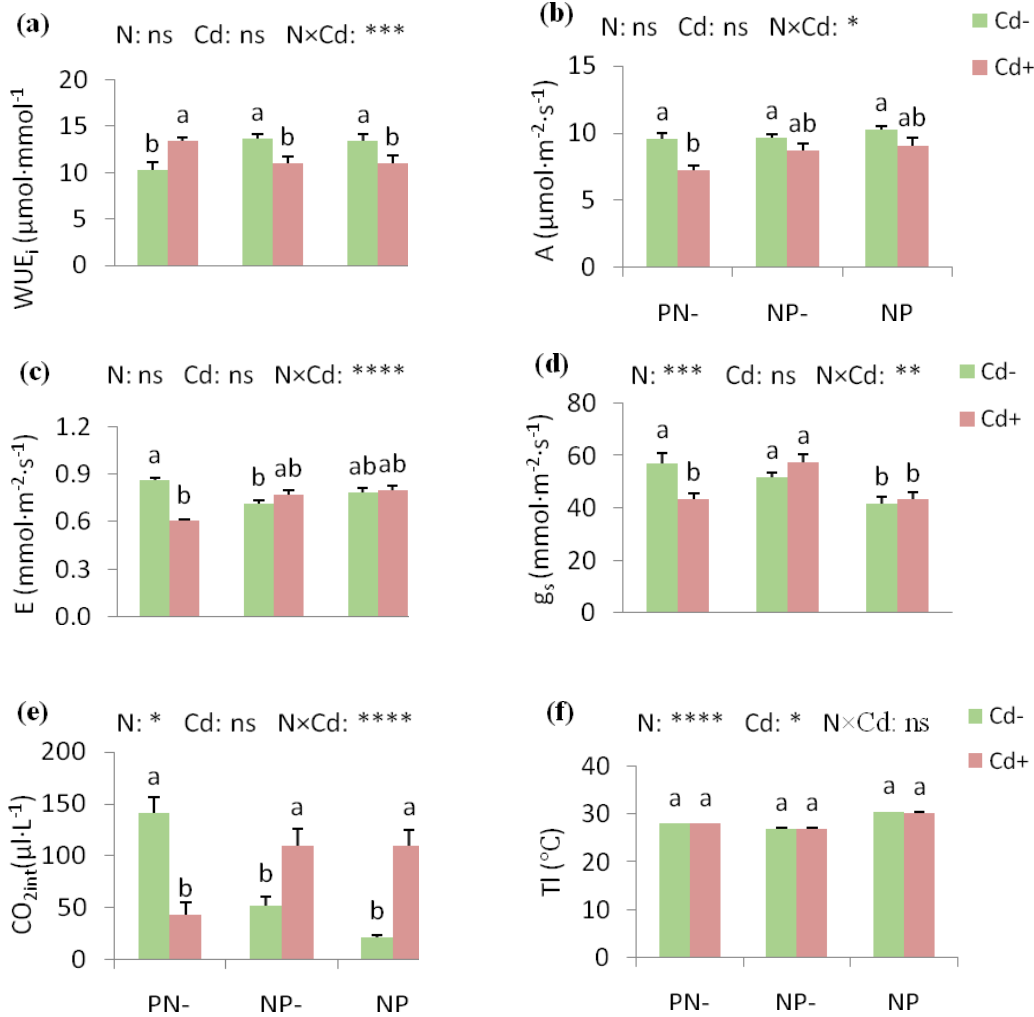 (a)
N: ns Cd: ns N×Cd: ***
WUEi (µmol·mmol-1
20
15
10
5
0
b a a b a b
(b)
N: ns Cd: ns N×Cd: *
Cd-
Cd+
A (µmol·m-2·s-1)
15
10
5
0
a b a ab a ab
PN- NP- NP
(c)
N: ns Cd: ns N×Cd: ****
E (mmol·m-2·s-1)
1.2
0.9
0.6
0.3
0.0
a b b ab ab ab
(d)
N: *** Cd: ns N×Cd: **
Cd-
Cd+
gs (mmol·m-2·s-1)
80
60
40
20
0
a b a a b b
(e)
N: * Cd: ns N×Cd: ****
CO2int(µl·L-1)
200
150
100
50
0
a b b a b a
PN- NP- NP
(f)
N: **** Cd: * N×Cd: ns
Cd-
Cd+
Tl (°C)
40
30
20
10
0
a a a a a a
PN- NP- NP